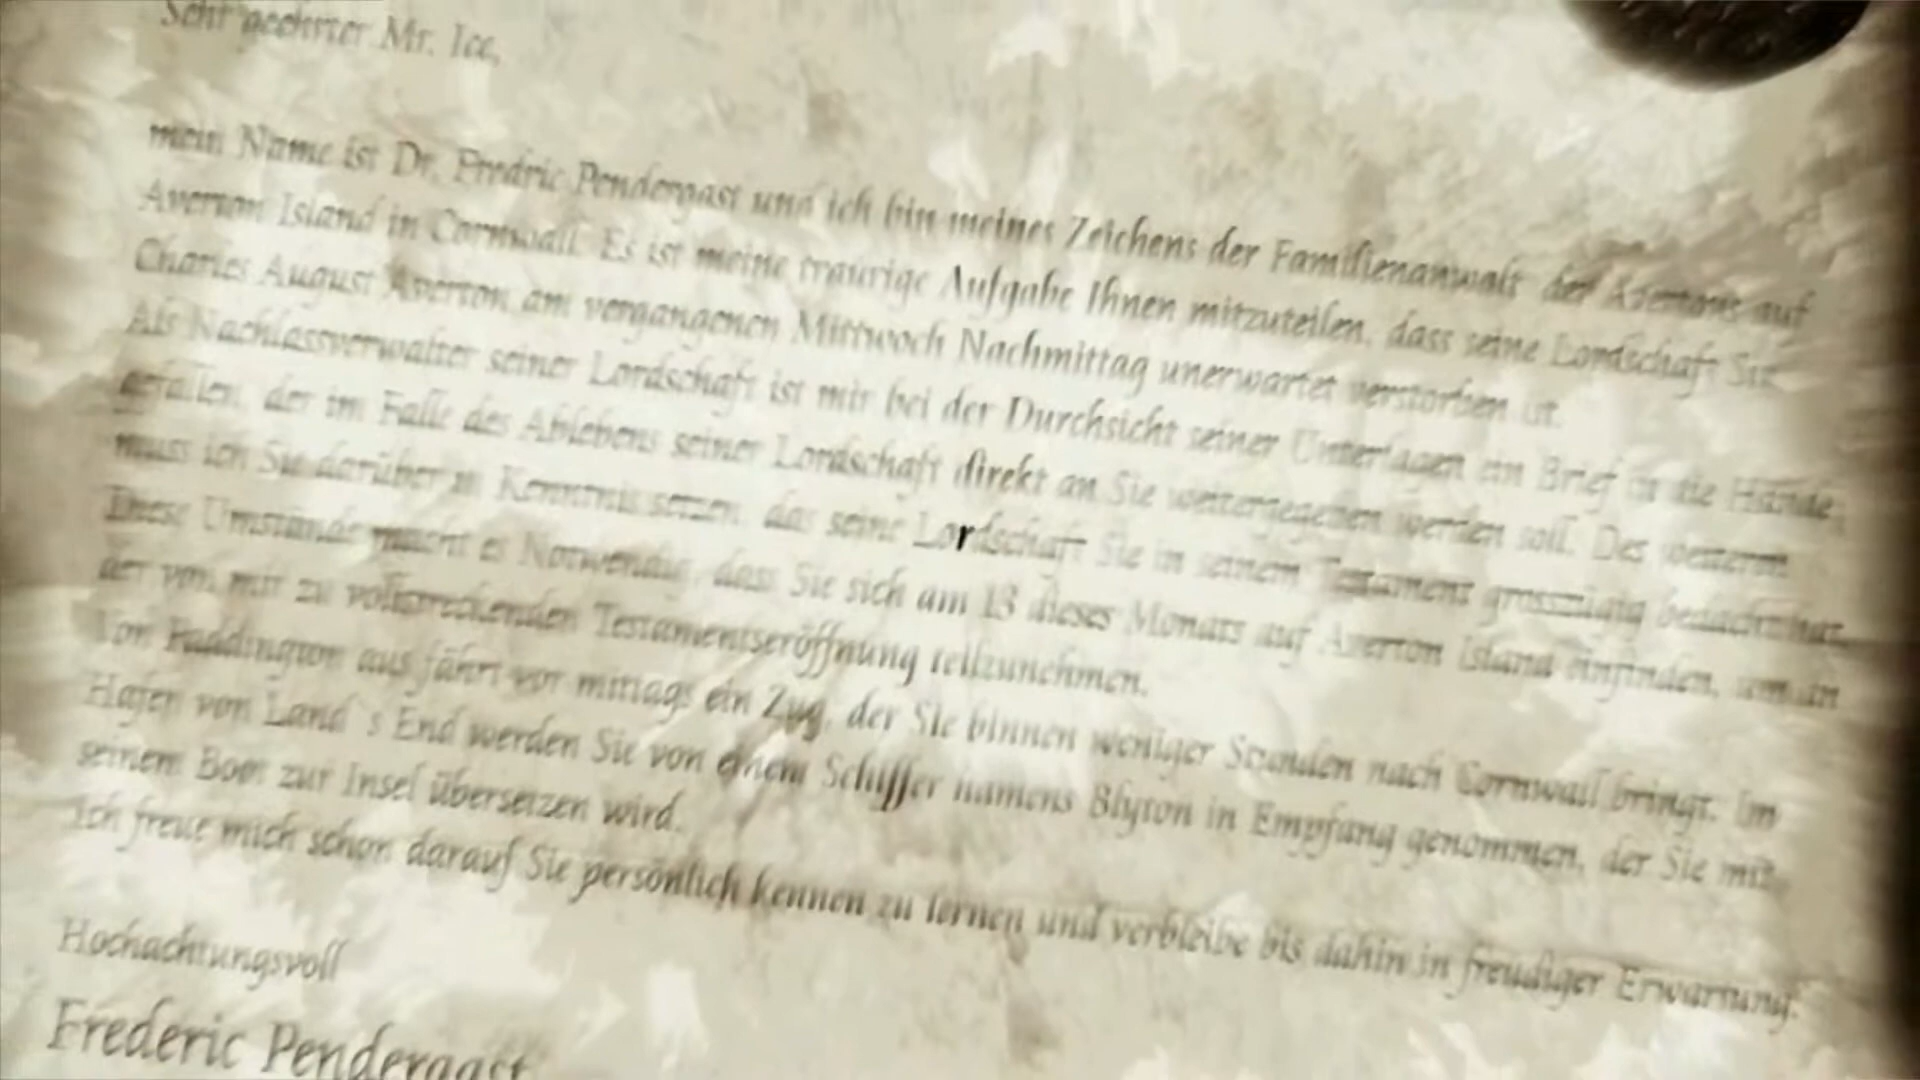 Sehr geehrter Mr. Ice,
mein Name ist Dr. Fredric Pendergast und ich bin meines Zeichens der Familienanwalt der Avertons auf
Averton Island in Cornwall. Es ist meine traurige Aufgabe Ihnen mitzuteilen, dass seine Lordschaft Sir
Charles August Averton am vergangenen Mittwoch Nachmittag unerwartet verstorben ist.
Als Nachlassverwalter seiner Lordschaft ist mir bei der Durchsicht seiner Unterlagen ein Brief in die Hände
gefallen, der im Falle des Ablebens seiner Lordschaft direkt an Sie weitergegeben werden soll. Des weiteren
muss ich Sie darüber in Kenntnis setzen, das seine Lordschaft Sie in seinem Testament grosszügig bedacht hat.
Diese Umstände macht es Notwendig, dass Sie sich am 13 dieses Monats auf Averton Island einfinden, um an
der von mir zu vollstreckenden Testamentseröffnung teilzunehmen.
Von Paddington aus fährt vor mittags ein Zug, der Sie binnen weniger Stunden nach Cornwall bringt. Im
Hafen von Land`s End werden Sie von einem Schiffer namens Blyton in Empfang genommen, der Sie mit
seinem Boot zur Insel übersetzen wird.
Ich freue mich schon darauf Sie persönlich kennen zu lernen und verbleibe bis dahin in freudiger Erwartung.
Hochachtungsvoll
Frederic Pendergast